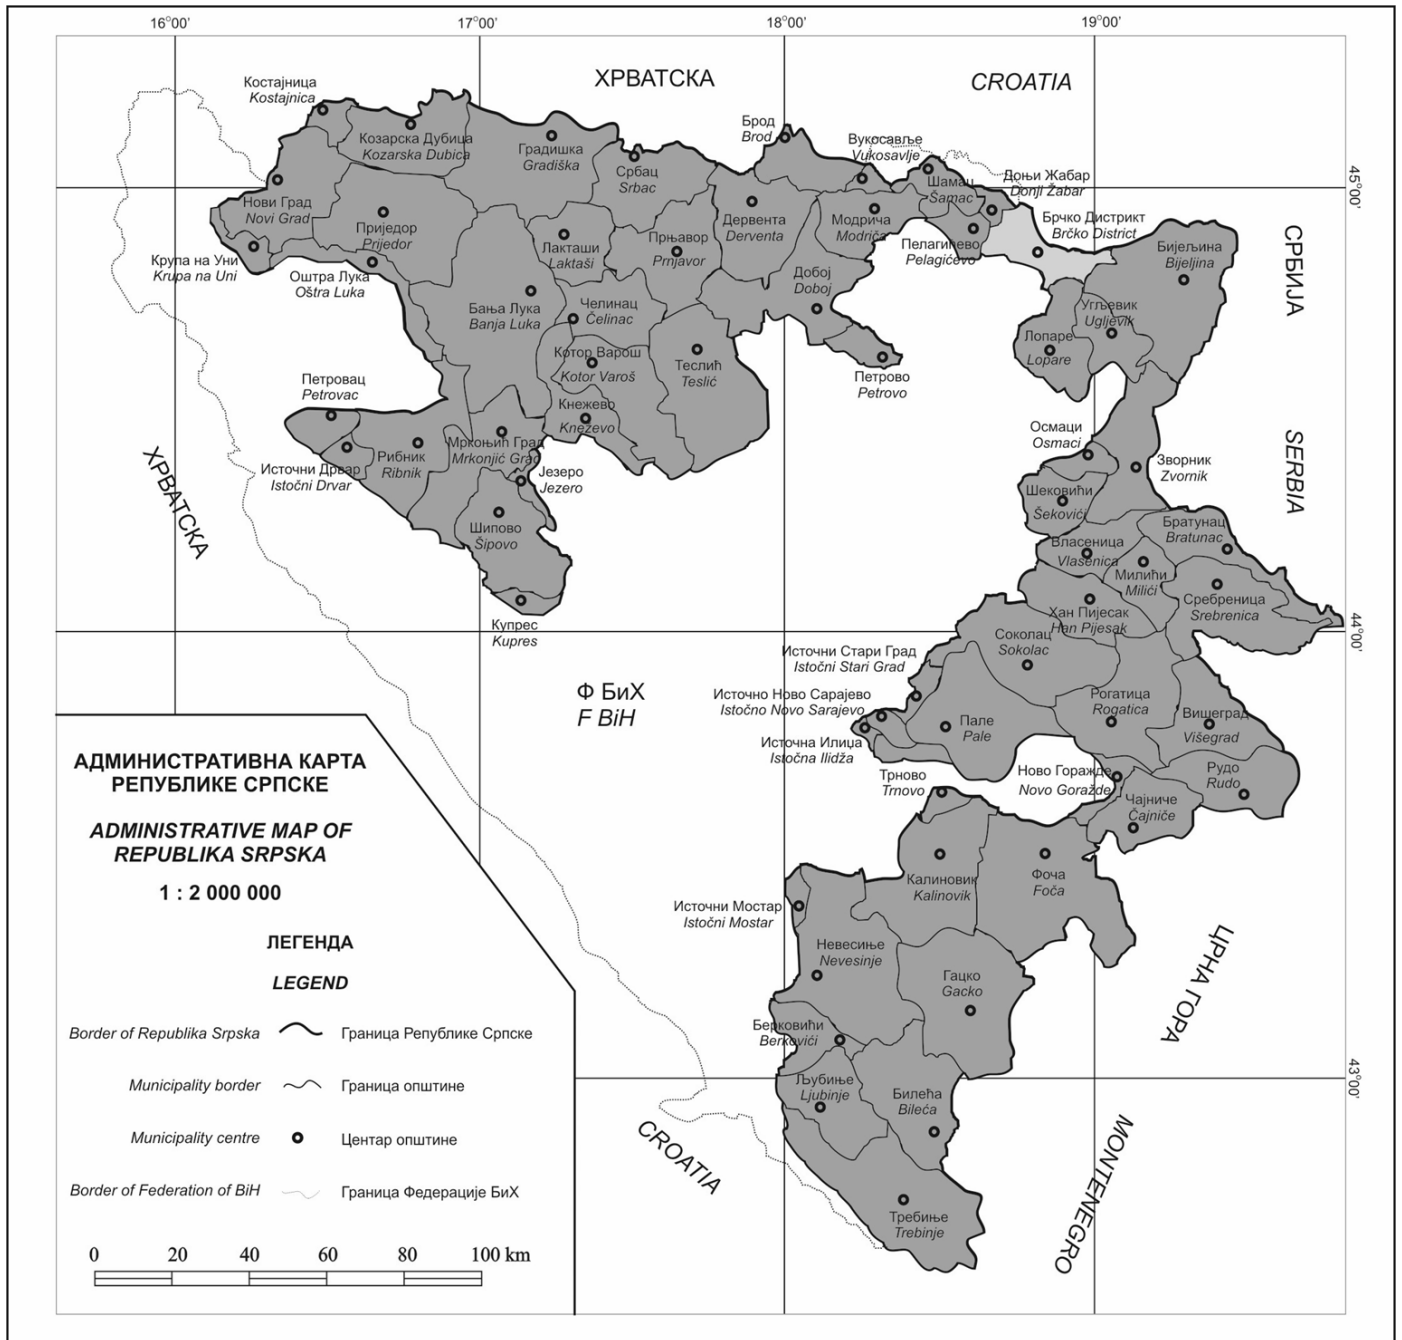 16°00'
17°00'
18°00'
19°00'
ХРВАТСКА
CROATIA
Костајница
Kostajnica
Козарска Дубица
Kozarska Dubica
Градишка
Gradiška
Србац
Srbac
Брод
Brod
Вукосавље
Vukosavlje
Шамац
Šamac
Доњи Жабар
Donji Žabar
45°00'
Нови Град
Novi Grad
Приједор
Prijedor
Лакташи
Laktaši
Прњавор
Prnjavor
Дервента
Derventa
Модрича
Modriča
Пелагићево
Pelagićevo
Брчко Дистрикт
Brčko District
Бијељина
Bijeljina
СРБИЈА
Крупа на Уни
Krupa na Uni
Оштра Лука
Oštra Luka
Бања Лука
Banja Luka
Челинац
Čelinac
Добој
Doboj
Угљевик
Ugljevik
Лопаре
Lopare
Котор Варош
Kotor Varoš
Теслић
Teslić
Петрово
Petrovo
Петровац
Petrovac
Кнежево
Kneževo
Осмаци
Osmaci
SERBIA
Источни Дрвар
Istočni Drvar
Рибник
Ribnik
Мркоњић Град
Mrkonjić Grad
Језеро
Jezero
Зворник
Zvornik
ХРВАТСКА
Шековићи
Šekovići
Шипово
Šipovo
Братунац
Bratunac
Власеница
Vlasenica
Милићи
Milići
Сребреница
Srebrenica
Хан Пијесак
Han Pijesak
Купрес
Kupres
44°00'
Соколац
Sokolac
Источни Стари Град
Istočni Stari Grad
Ф БиХ
F BiH
Источно Ново Сарајево
Istočno Novo Sarajevo
Рогатица
Rogatica
Вишеград
Višegrad
Пале
Pale
Источна Илиџа
Istočna Ilidža
Трново
Trnovo
Ново Горажде
Novo Goražde
Рудо
Rudo
Чајниче
Čajniče
Калиновик
Kalinovik
Фоча
Foča
Источни Мостар
Istočni Mostar
Невесиње
Nevesinje
Гацко
Gacko
ЦРНА ГОРА
Берковићи
Berkovići
Љубиње
Ljubinje
Билећа
Bileća
43°00'
CROATIA
MONTENEGRO
Требиње
Trebinje
АДМИНИСТРАТИВНА КАРТА
РЕПУБЛИКЕ СРПСКЕ
ADMINISTRATIVE MAP OF
REPUBLIKA SRPSKA
1 : 2 000 000
ЛЕГЕНДА
LEGEND
Border of Republika Srpska Граница Републике Српске
Municipality border Граница општине
Municipality centre Центар општине
Border of Federation of BiH Граница Федерације БиХ
0 20 40 60 80 100 km